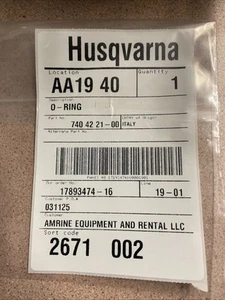 Husqvarna
Location Quantity
AA19 40 1
Description
O-RING
Part No. Country of Origin
740 42 21-00 ITALY
Alternate Part No.
Pbs order No. Line
17893474-16 19-01
Customer P.O.#
031125
Customer
AMRINE EQUIPMENT AND RENTAL LLC
Sort code
2671 002